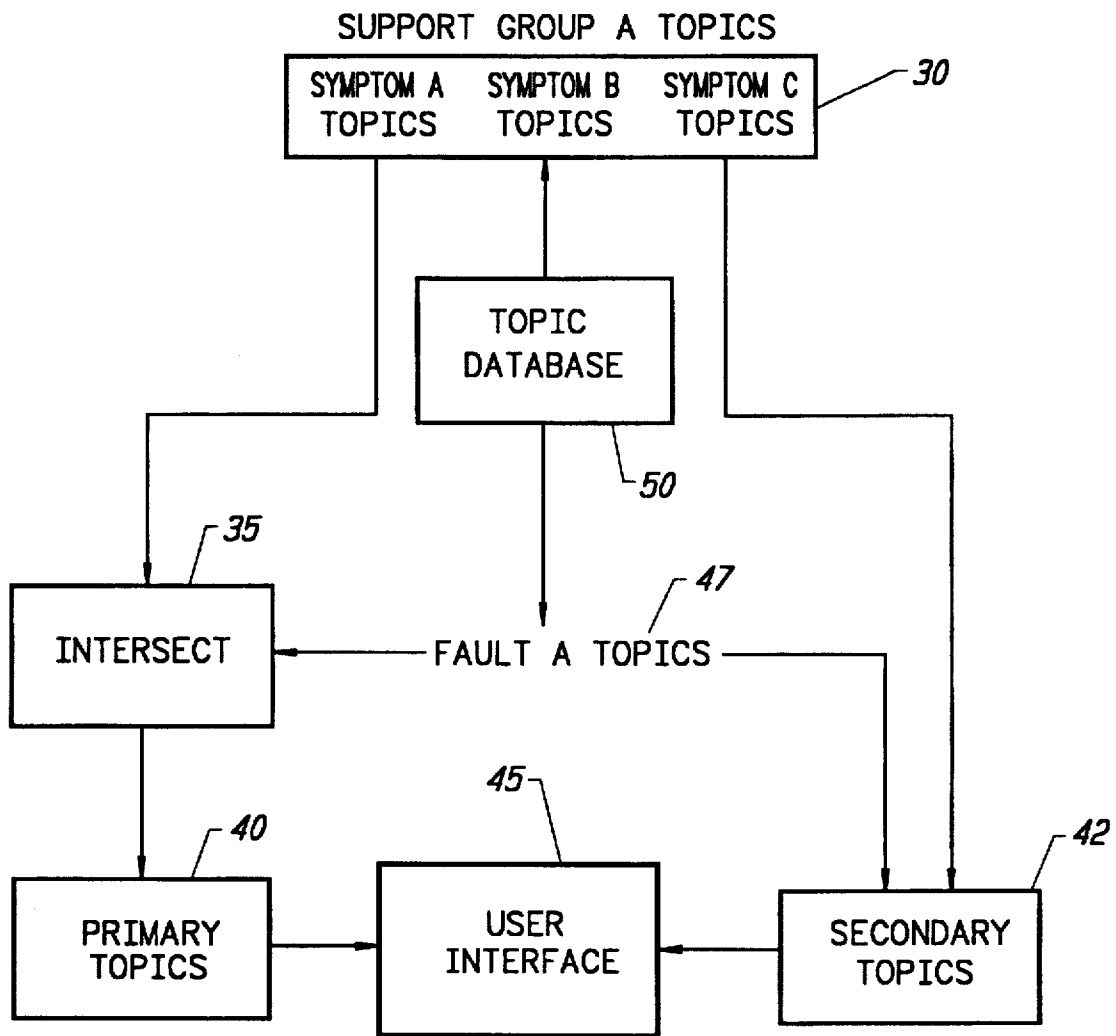 SUPPORT GROUP A TOPICS
SYMPTOM A TOPICS
SYMPTOM B TOPICS
SYMPTOM C TOPICS
30
TOPIC
DATABASE
50
35
INTERSECT
47
FAULT A TOPICS
40
PRIMARY
TOPICS
45
USER
INTERFACE
42
SECONDARY
TOPICS